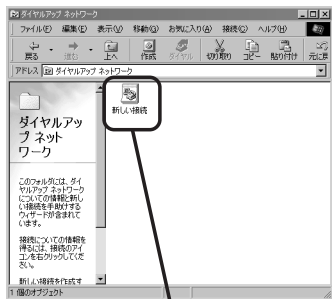 ダイヤルアップ ネットワーク
ファイル(F) 編集(E) 表示(V) 移動(G) お気に入り(A) 接続(C) ヘルプ(H)
戻る 進む 上へ 作成 ダイヤル 切り取り コピー 貼り付け 元に戻
アドレス ダイヤルアップ ネットワーク
ダイヤルアッ
プ ネット
ワーク
新しい接続
このフォルダには、ダイ
ヤルアップ ネットワーク
についての情報と新し
い接続を手助けする
ウィザードが含まれて
います。
接続についての情報を
得るには、接続のアイ
コンを右クリックしてくだ
さい。
新しい接続を作成す
1 個のオブジェクト